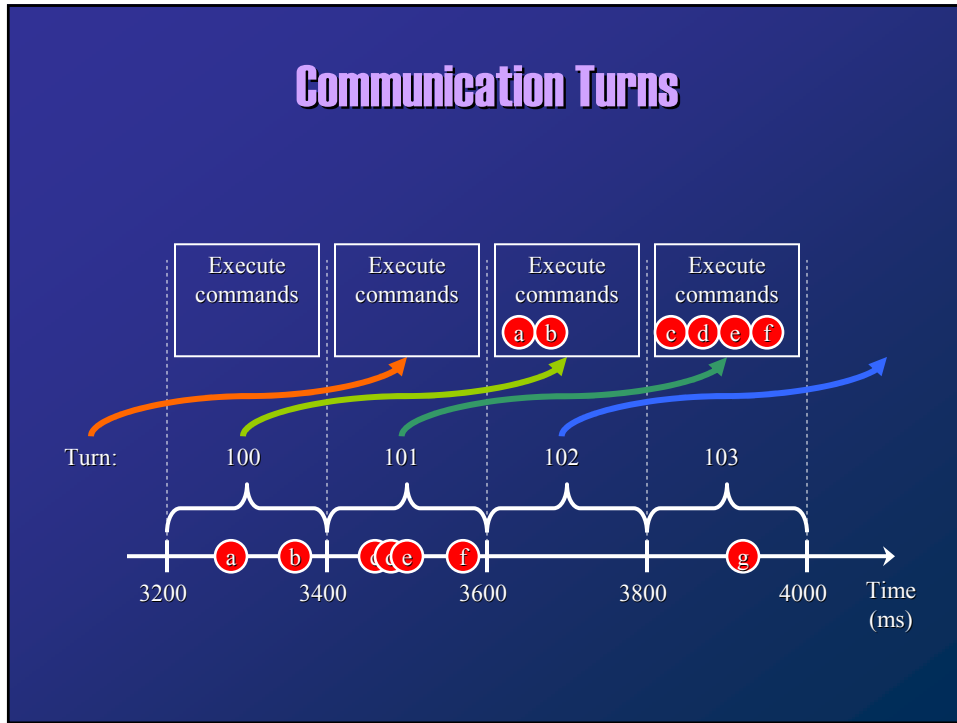 Communication Turns
Execute
commands
Execute
commands
Execute
commands
a b
Execute
commands
c d e f
Turn: 100 101 102 103
a b c d e f g
3200 3400 3600 3800 4000 Time
(ms)